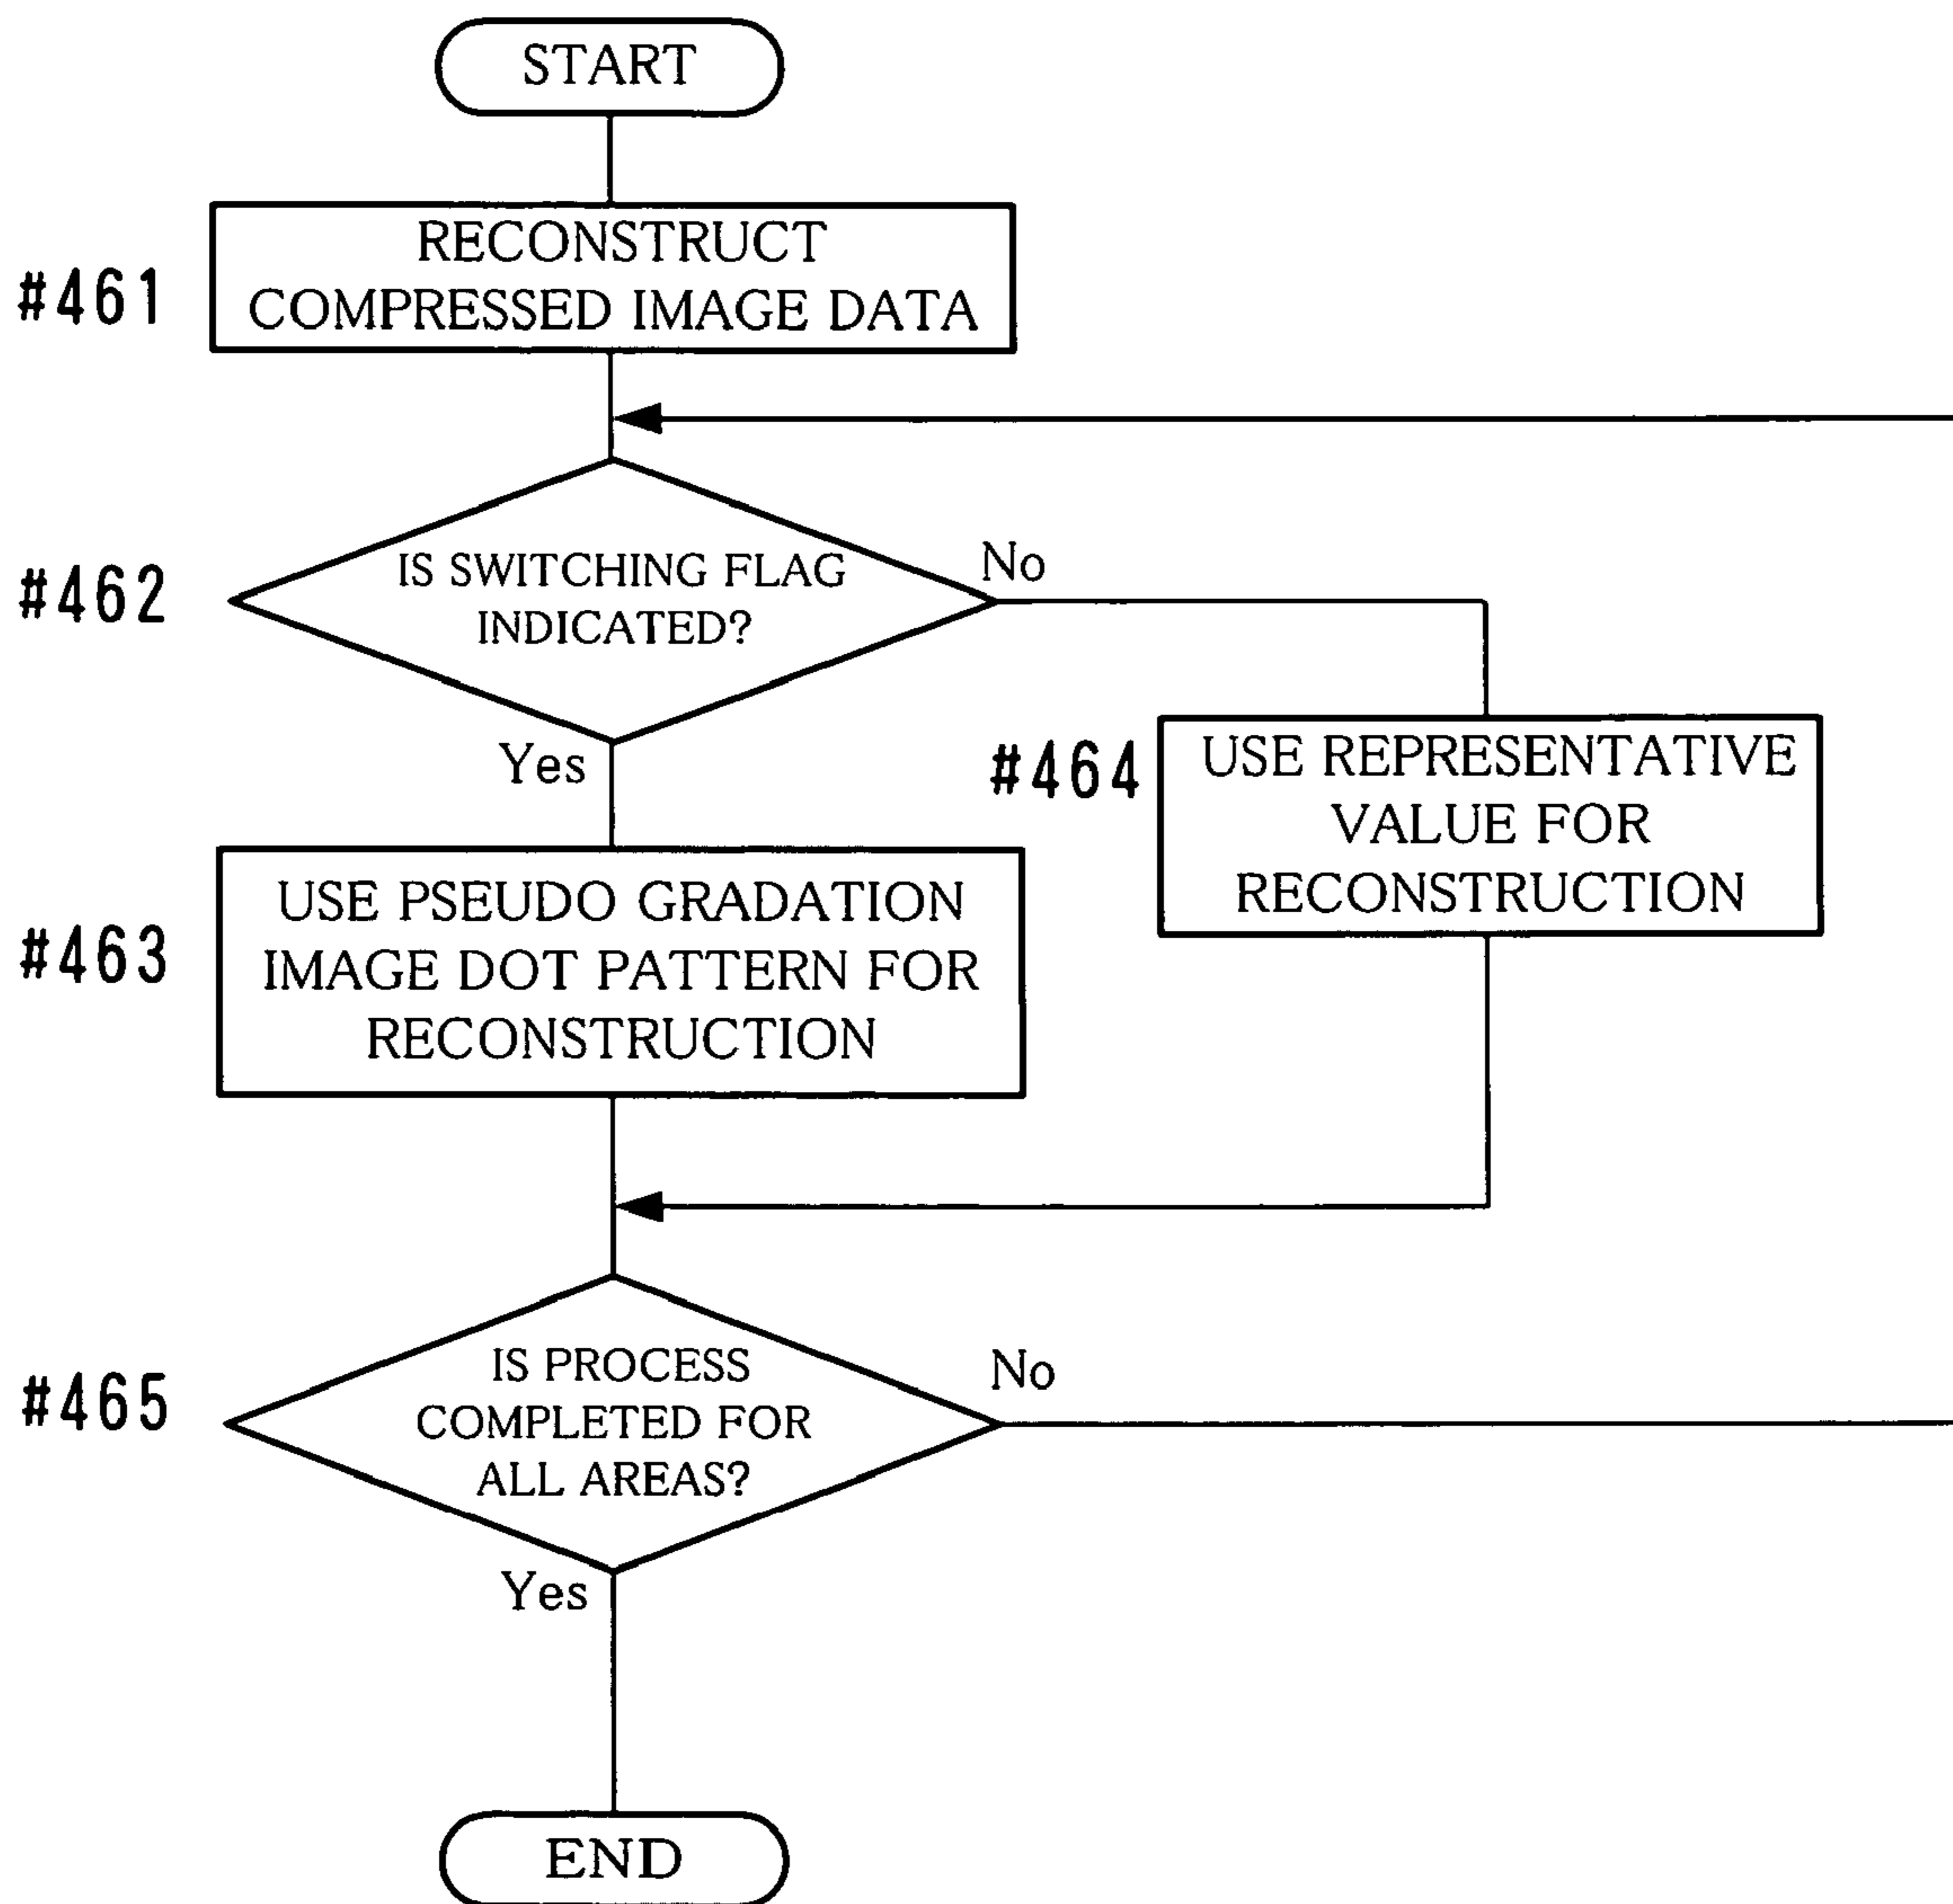 START
#461
RECONSTRUCT
COMPRESSED IMAGE DATA
#462
IS SWITCHING FLAG
INDICATED?
No
Yes
#464
USE REPRESENTATIVE
VALUE FOR
RECONSTRUCTION
#463
USE PSEUDO GRADATION
IMAGE DOT PATTERN FOR
RECONSTRUCTION
#465
IS PROCESS
COMPLETED FOR
ALL AREAS?
No
Yes
END